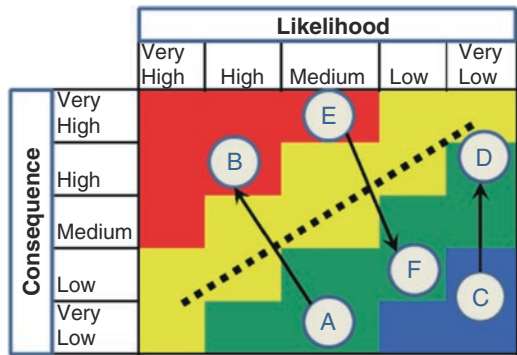 Likelihood
Very
High
High
Medium
Low
Very
Low
Consequence
Very
High
High
Medium
Low
Very
Low
E
B
D
F
C
A